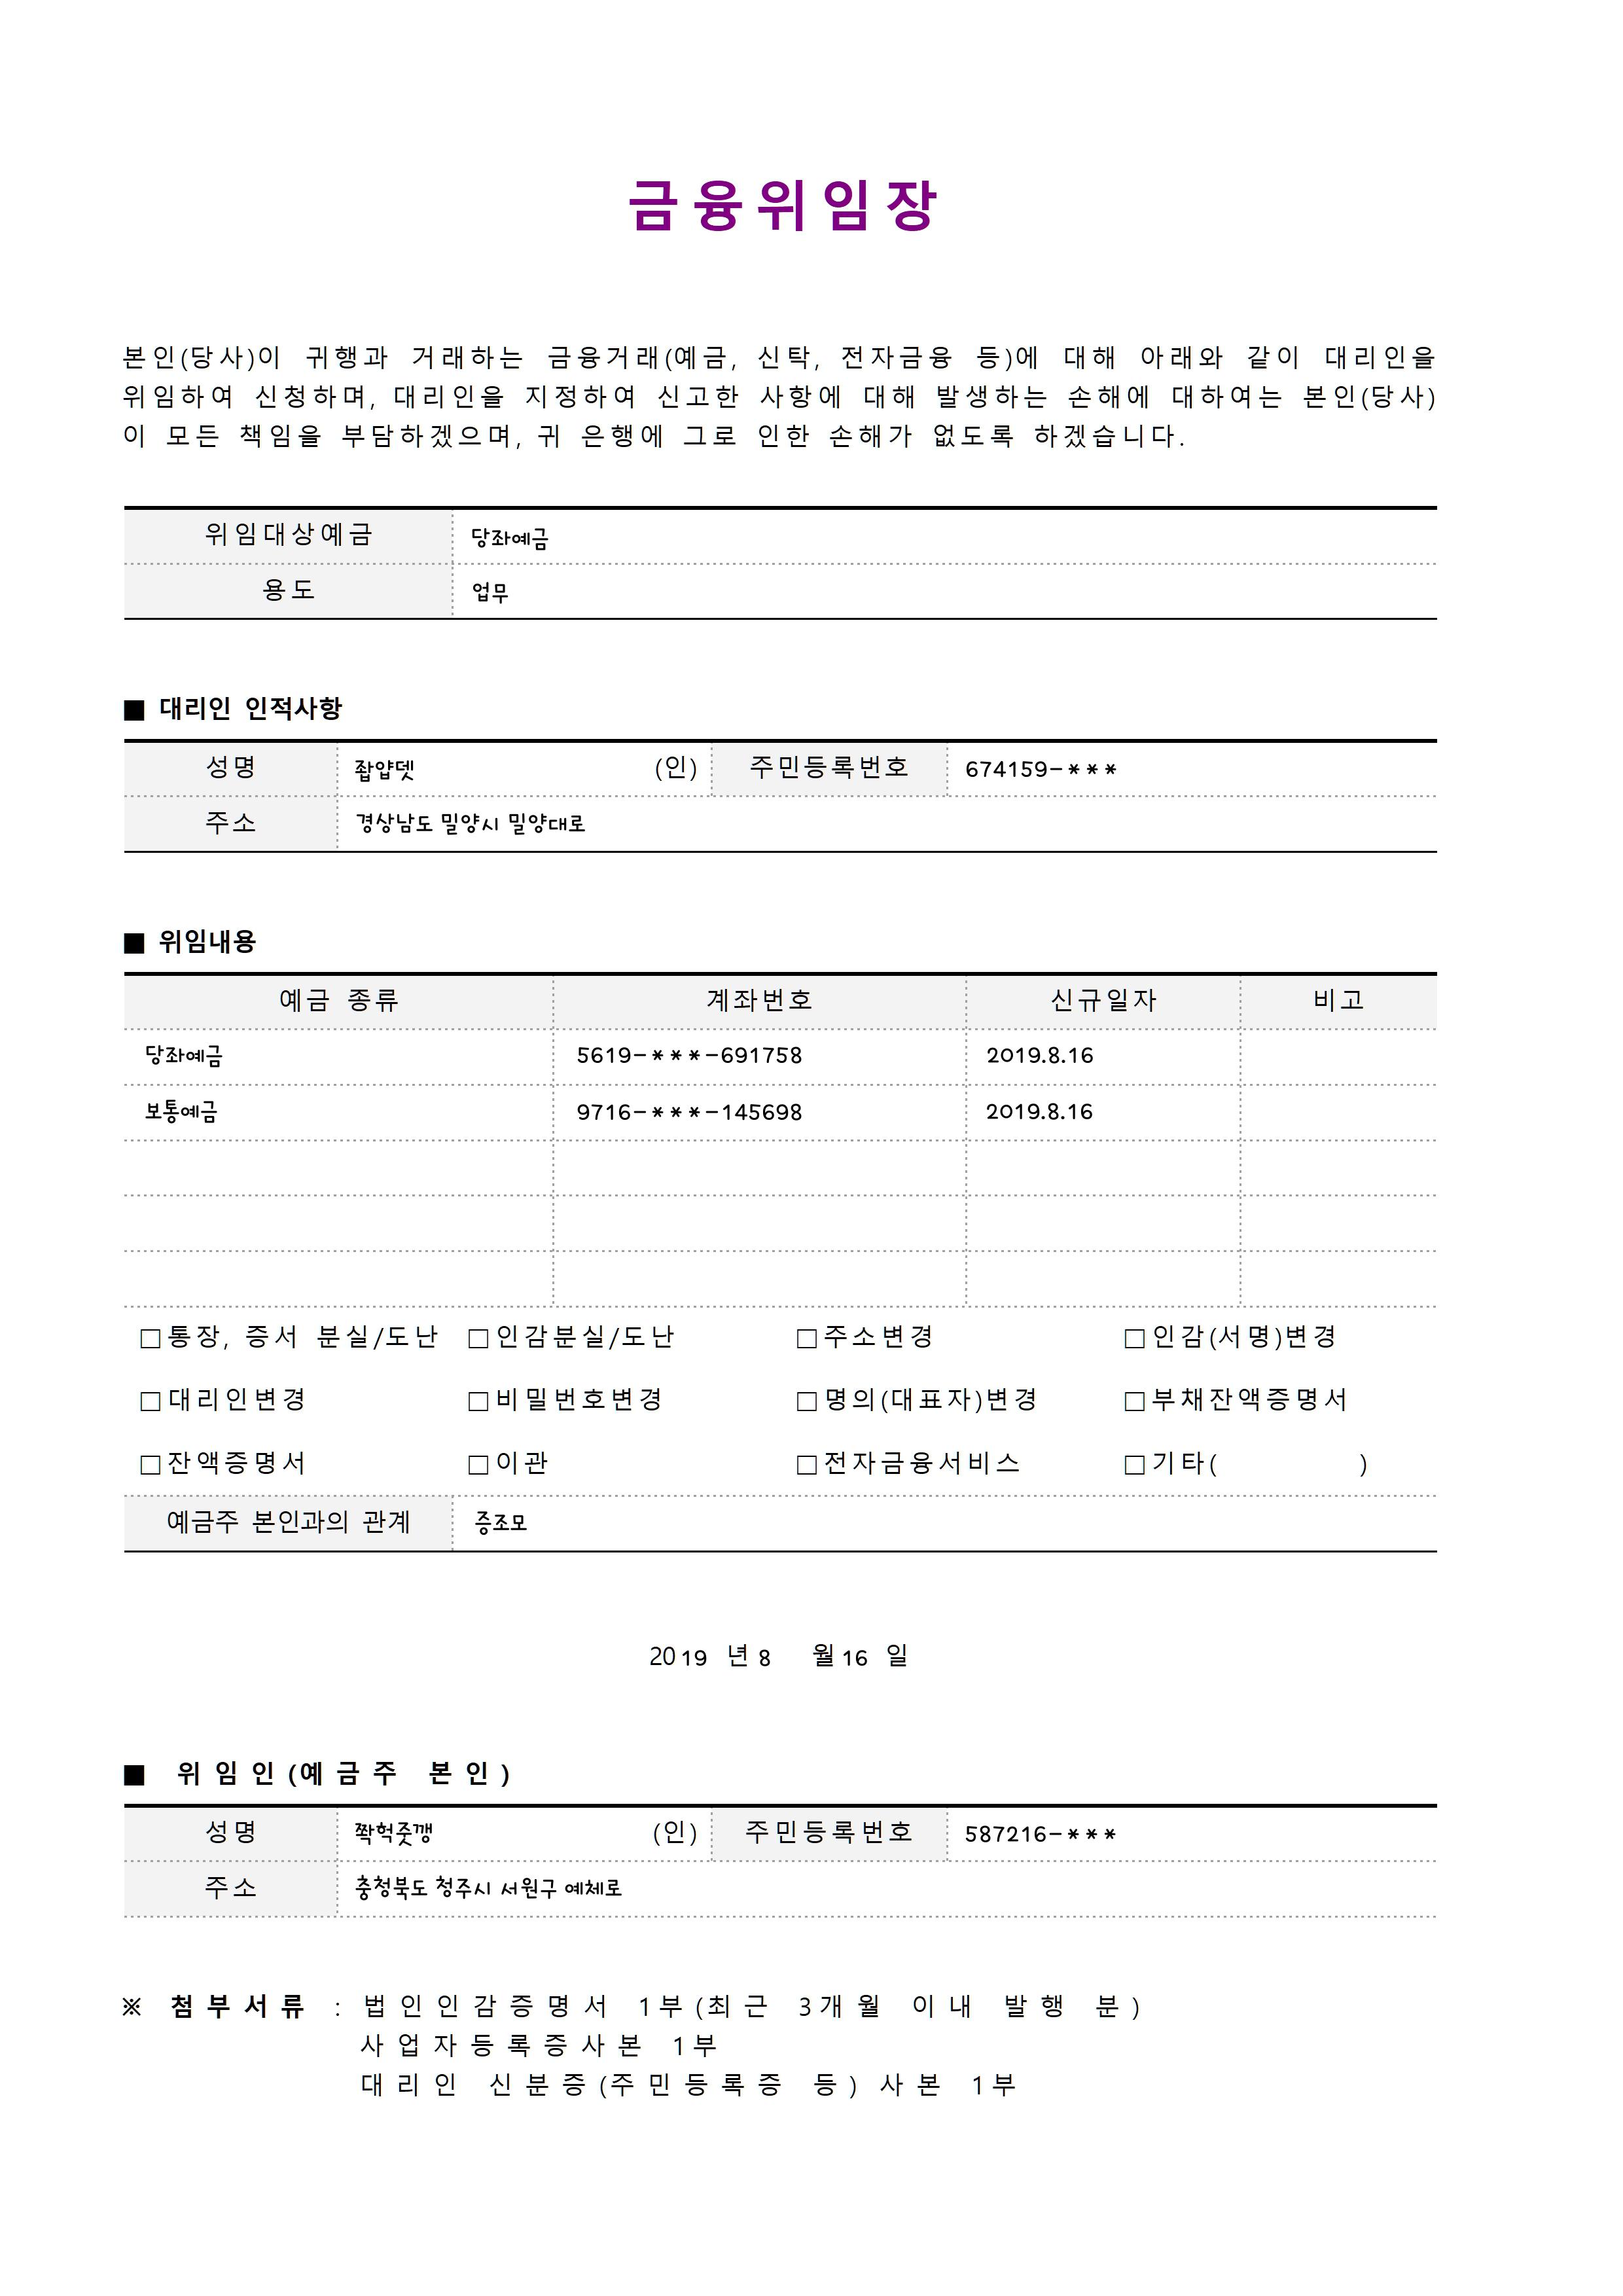 금융위임장
본인(당사)이 귀행과 거래하는 금융거래(예금, 신탁, 전자금융 등)에 대해 아래와 같이 대리인을
위임하여 신청하며, 대리인을 지정하여 신고한 사항에 대해 발생하는 손해에 대하여는 본인(당사)
이 모든 책임을 부담하겠으며, 귀 은행에 그로 인한 손해가 없도록 하겠습니다.
위임대상예금 당좌예금
용도 업무
■ 대리인 인적사항
성명 좝얍뎃 (인) 주민등록번호 674159-***
주소 경상남도 밀양시 밀양대로
■ 위임내용
예금 종류 계좌번호 신규일자 비고
당좌예금 5619-***-691758 2019.8.16
보통예금 9716-***-145698 2019.8.16
□통장, 증서 분실/도난 □인감분실/도난 □주소변경 □인감(서명)변경
□대리인변경 □비밀번호변경 □명의(대표자)변경 □부채잔액증명서
□잔액증명서 □이관 □전자금융서비스 □기타( )
예금주 본인과의 관계 증조모
2019 년 8 월 16 일
■ 위임인(예금주 본인)
성명 쫙헉줏깽 (인) 주민등록번호 587216-***
주소 충청북도 청주시 서원구 예체로
※ 첨부서류 : 법인인감증명서 1부(최근 3개월 이내 발행 분)
사업자등록증사본 1부
대리인 신분증(주민등록증 등) 사본 1부